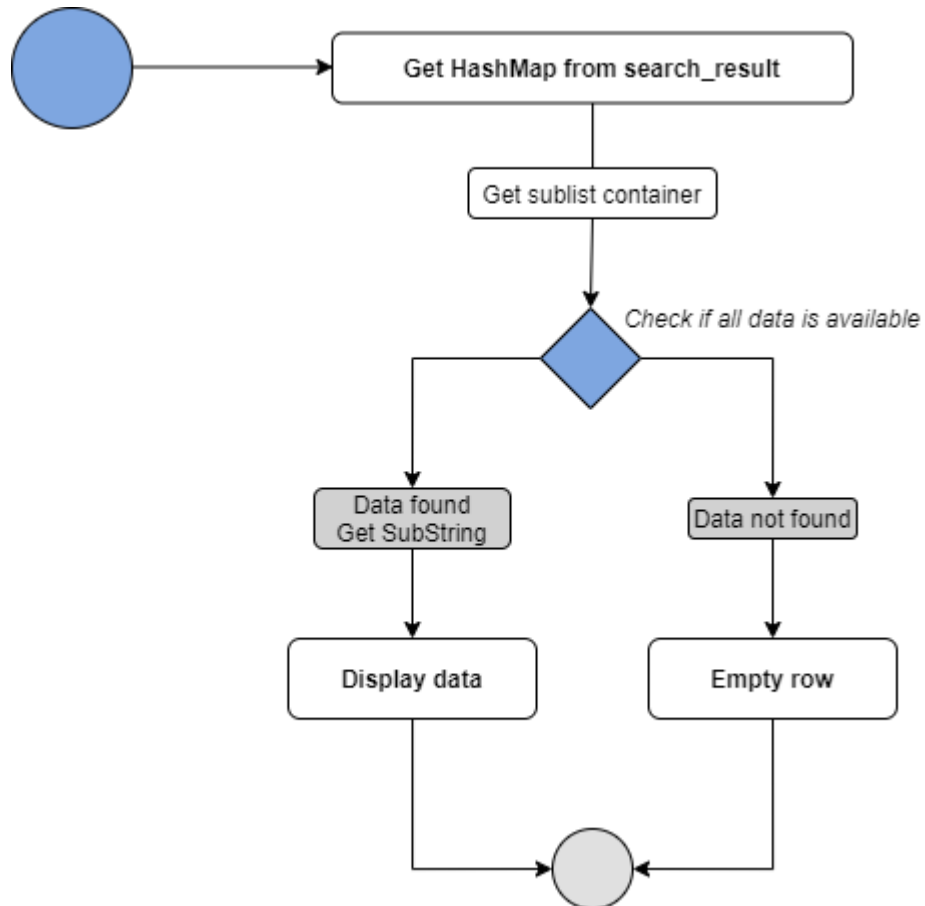 Get HashMap from search_result
Get sublist container
Check if all data is available
Data found
Get SubString
Data not found
Display data
Empty row